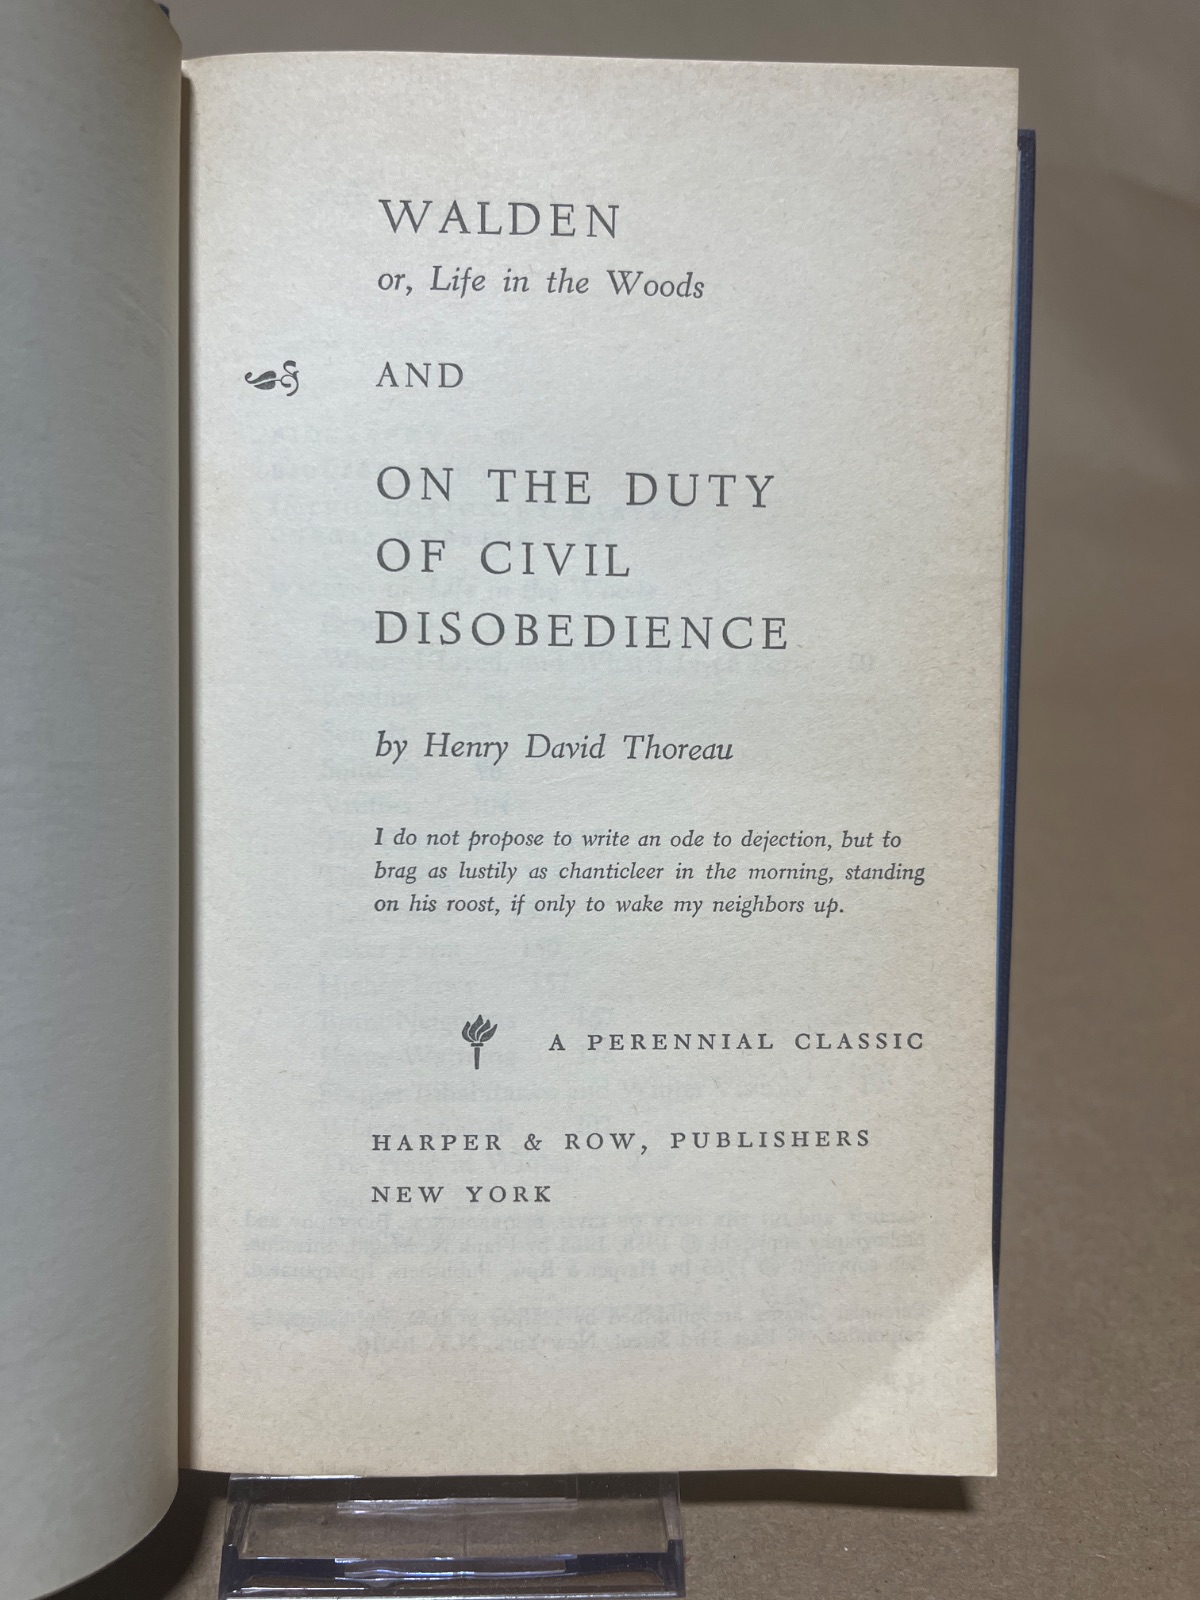 WALDEN
or, Life in the Woods
AND
ON THE DUTY
OF CIVIL
DISOBEDIENCE
by Henry David Thoreau
I do not propose to write an ode to dejection, but to
brag as lustily as chanticleer in the morning, standing
on his roost, if only to wake my neighbors up.
A PERENNIAL CLASSIC
HARPER & ROW, PUBLISHERS
NEW YORK